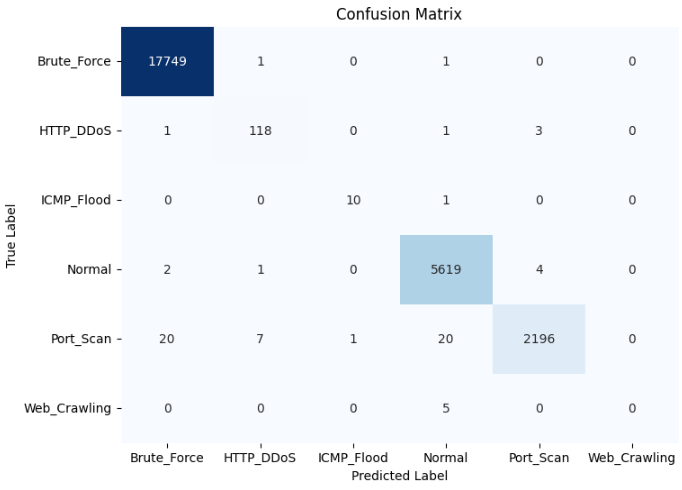 Confusion Matrix
True Label
Brute_Force 17749 1 0 1 0 0
HTTP_DDoS 1 118 0 1 3 0
ICMP_Flood 0 0 10 1 0 0
Normal 2 1 0 5619 4 0
Port_Scan 20 7 1 20 2196 0
Web_Crawling 0 0 0 5 0 0
Brute_Force HTTP_DDoS ICMP_Flood Normal Port_Scan Web_Crawling
Predicted Label